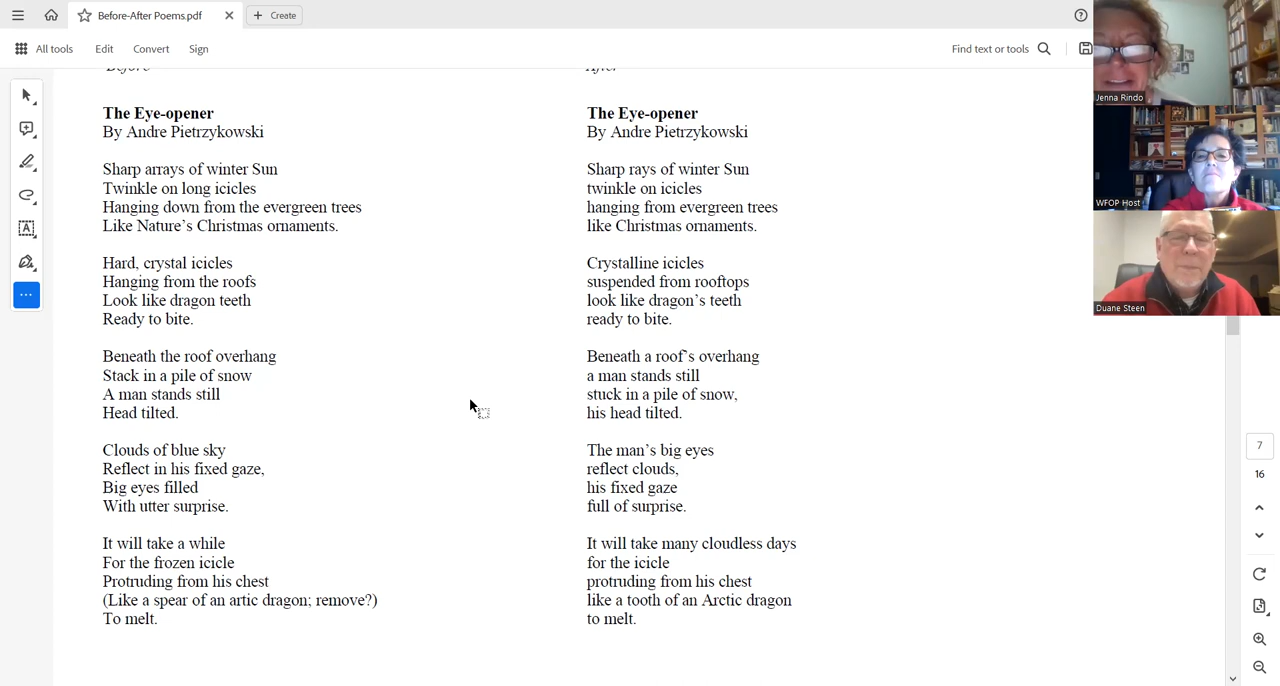 Before-After Poems.pdf
Create
All tools
Edit
Convert
Sign
Find text or tools
Before
The Eye-opener
By Andre Pietrzykowski
Sharp arrays of winter Sun
Twinkle on long icicles
Hanging down from the evergreen trees
Like Nature's Christmas ornaments.
Hard, crystal icicles
Hanging from the roofs
Look like dragon teeth
Ready to bite.
Beneath the roof overhang
Stack in a pile of snow
A man stands still
Head tilted.
Clouds of blue sky
Reflect in his fixed gaze,
Big eyes filled
With utter surprise.
It will take a while
For the frozen icicle
Protruding from his chest
(Like a spear of an artic dragon; remove?)
To melt.
After
The Eye-opener
By Andre Pietrzykowski
Sharp rays of winter Sun
twinkle on icicles
hanging from evergreen trees
like Christmas ornaments.
Crystalline icicles
suspended from rooftops
look like dragon's teeth
ready to bite.
Beneath a roof's overhang
a man stands still
stuck in a pile of snow,
his head tilted.
The man's big eyes
reflect clouds,
his fixed gaze
full of surprise.
It will take many cloudless days
for the icicle
protruding from his chest
like a tooth of an Arctic dragon
to melt.
Jenna Rindo
WFOP Host
Duane Steen
7
16